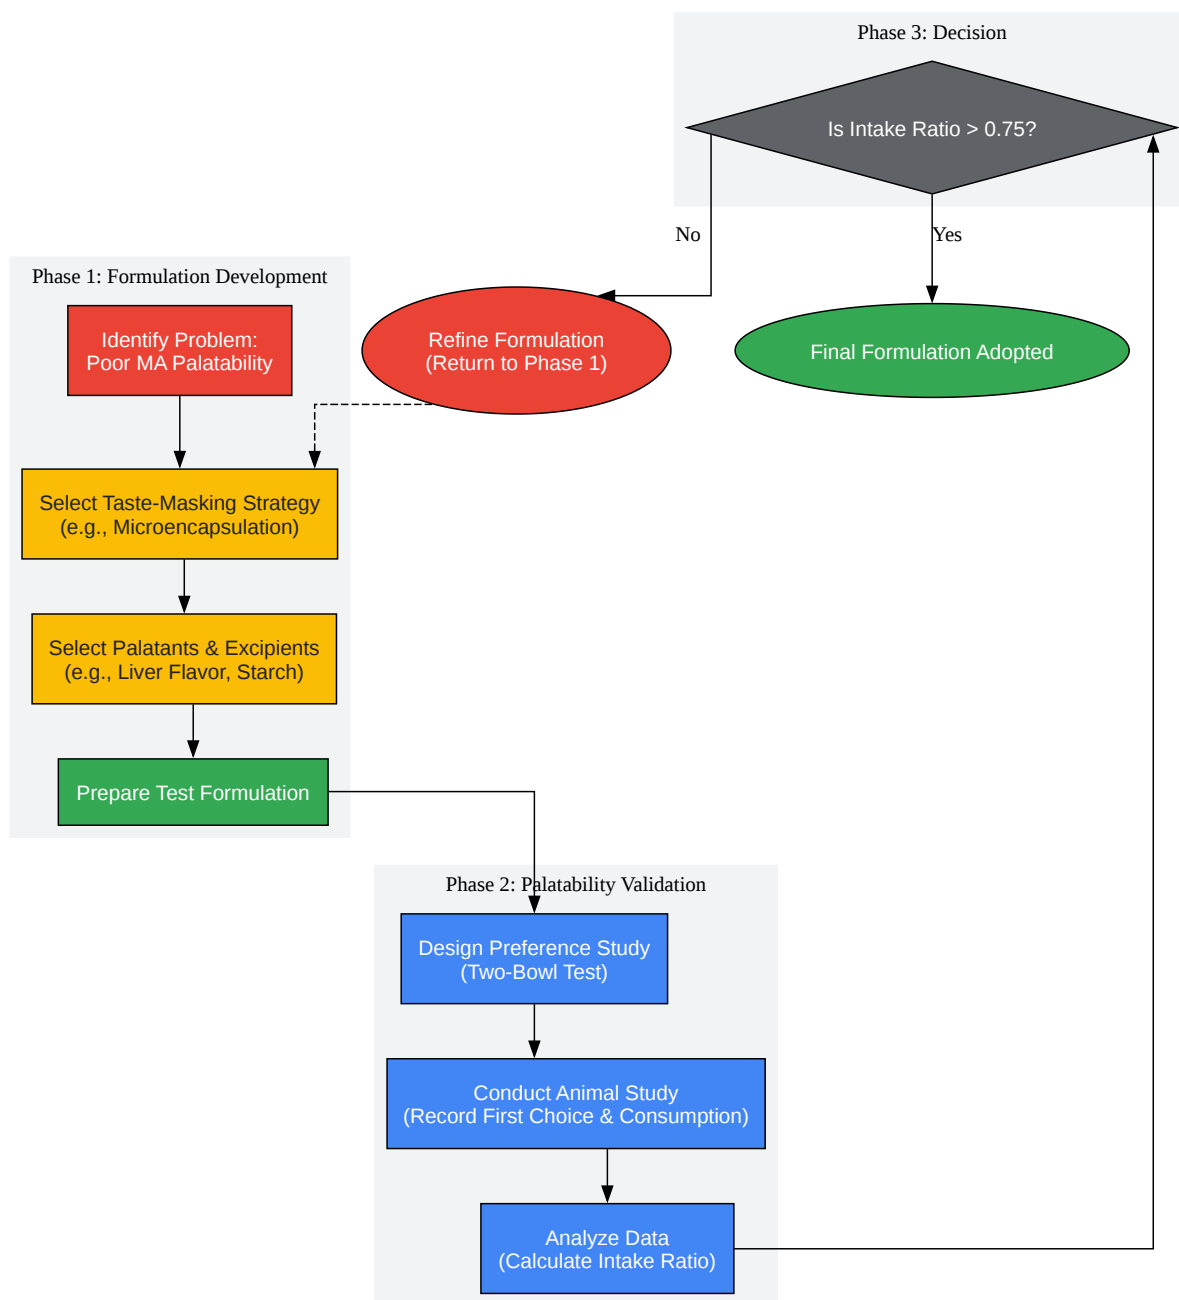 Phase 3: Decision
Is Intake Ratio > 0.75?
No
Yes
Phase 1: Formulation Development
Identify Problem:
Poor MA Palatability
Refine Formulation
(Return to Phase 1)
Final Formulation Adopted
Select Taste-Masking Strategy
(e.g., Microencapsulation)
Select Palatants & Excipients
(e.g., Liver Flavor, Starch)
Prepare Test Formulation
Phase 2: Palatability Validation
Design Preference Study
(Two-Bowl Test)
Conduct Animal Study
(Record First Choice & Consumption)
Analyze Data
(Calculate Intake Ratio)